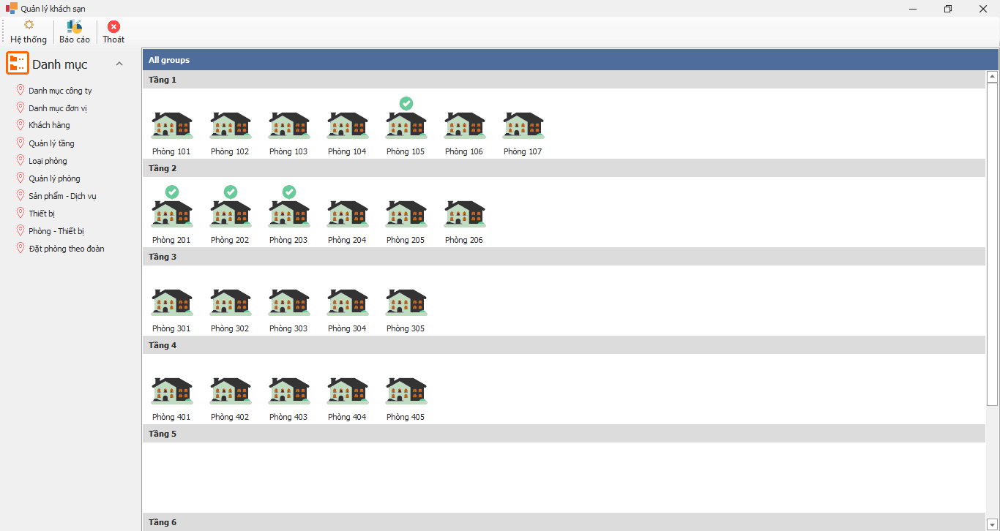 Quản lý khách sạn
Hệ thống Báo cáo Thoát
Danh mục
Danh mục công ty
Danh mục đơn vị
Khách hàng
Quản lý tầng
Loại phòng
Quản lý phòng
Sản phẩm - Dịch vụ
Thiết bị
Phòng - Thiết bị
Đặt phòng theo đoàn
All groups
Tầng 1
Phòng 101 Phòng 102 Phòng 103 Phòng 104 Phòng 105 Phòng 106 Phòng 107
Tầng 2
Phòng 201 Phòng 202 Phòng 203 Phòng 204 Phòng 205 Phòng 206
Tầng 3
Phòng 301 Phòng 302 Phòng 303 Phòng 304 Phòng 305
Tầng 4
Phòng 401 Phòng 402 Phòng 403 Phòng 404 Phòng 405
Tầng 5
Tầng 6